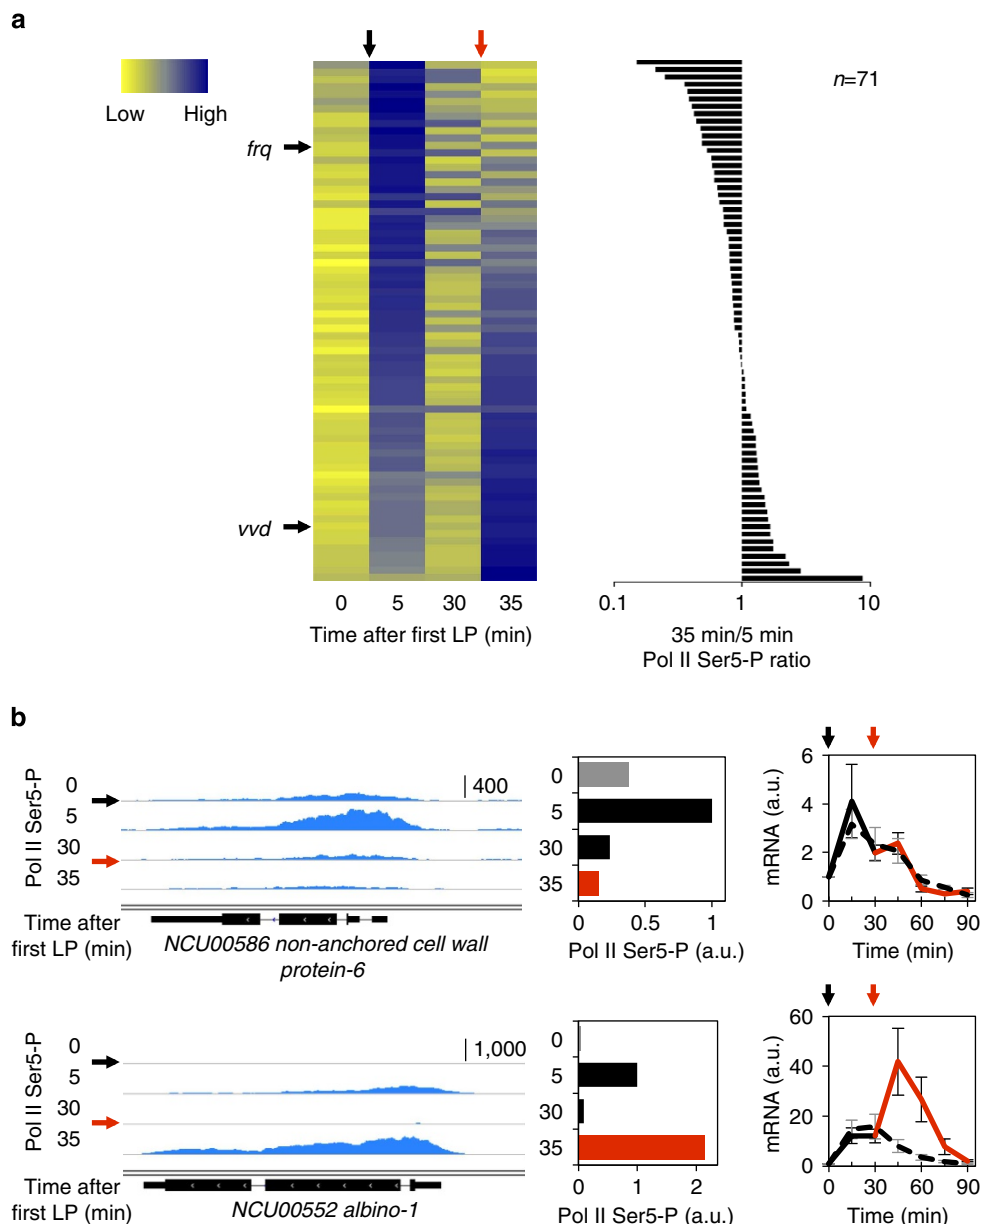 a
Low
High
n=71
frq
vvd
0 5 30 35
Time after first LP (min)
0.1 1 10
35 min/5 min
Pol II Ser5-P ratio
b
Pol II Ser5-P
0
5
30
35
400
Time after
first LP (min)
NCU00586 non-anchored cell wall
protein-6
0
5
30
35
0 0.5 1
Pol II Ser5-P (a.u.)
mRNA (a.u.)
6
4
2
0
0 30 60 90
Time (min)
Pol II Ser5-P
0
5
30
35
1,000
Time after
first LP (min)
NCU00552 albino-1
0
5
30
35
0 1 2
Pol II Ser5-P (a.u.)
mRNA (a.u.)
60
40
20
0
0 30 60 90
Time (min)